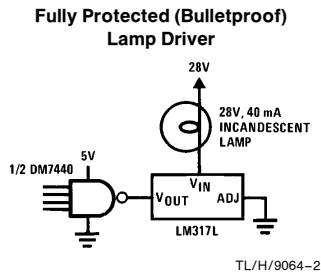 Fully Protected (Bulletproof)
Lamp Driver
28V
28V, 40 mA
INCANDESCENT
LAMP
5V
1/2 DM7440
VIN
VOUT
ADJ
LM317L
TL/H/9064–2